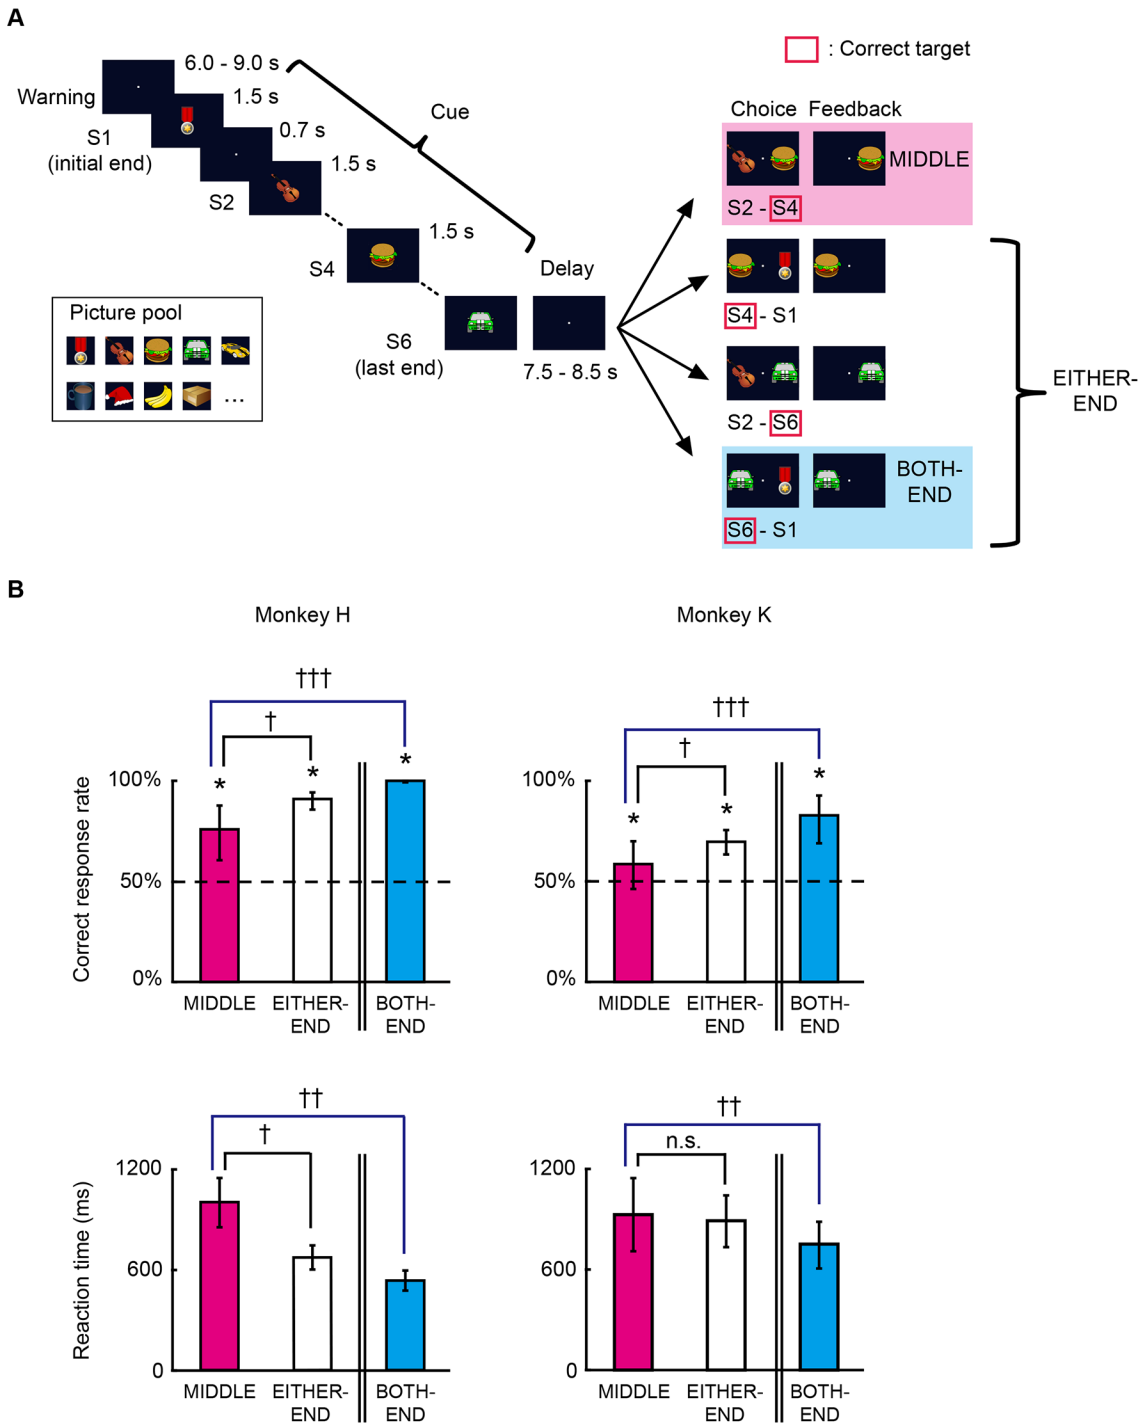 A
: Correct target
6.0 - 9.0 s
Warning
1.5 s
Cue
Choice
Feedback
S1
(initial end)
0.7 s
1.5 s
MIDDLE
S2
S2 - S4
1.5 s
S4
Delay
Picture pool
S4 - S1
S6
(last end)
7.5 - 8.5 s
EITHER-
END
...
S2 - S6
BOTH-
END
S6 - S1
B
Monkey H
Monkey K
†††
†
*
*
*
100%
50%
0%
Correct response rate
MIDDLE
EITHER-
END
BOTH-
END
†††
†
*
*
*
100%
50%
0%
MIDDLE
EITHER-
END
BOTH-
END
††
†
1200
600
0
Reaction time (ms)
MIDDLE
EITHER-
END
BOTH-
END
††
n.s.
1200
600
0
MIDDLE
EITHER-
END
BOTH-
END